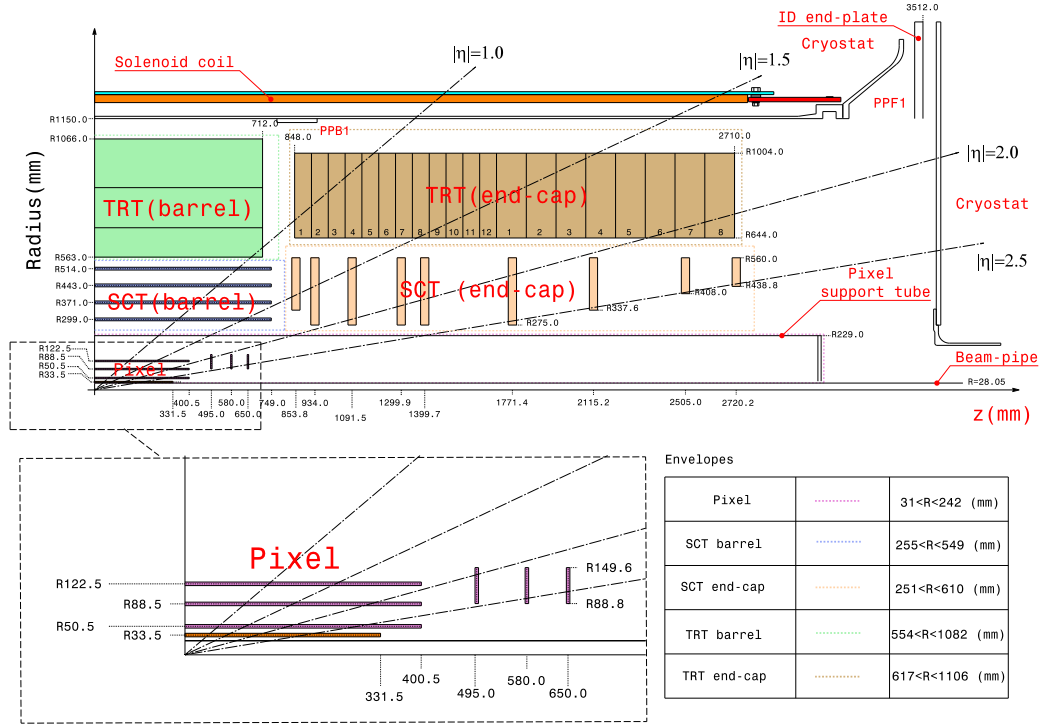 3512.0
ID end-plate
Cryostat
|η|=1.0
|η|=1.5
Solenoid coil
PPF1
R1150.0
712.0
PPB1
R1066.0
848.0
2710.0
R1004.0
|η|=2.0
Radius(mm)
TRT(barrel)
TRT(end-cap)
Cryostat
1 2 3 4 5 6 7 8 9 10 11 12 1 2 3 4 5 6 7 8
R644.0
R563.0
R560.0
|η|=2.5
R514.0
R443.0
R371.0
R299.0
SCT(barrel)
SCT (end-cap)
R438.8
R408.0
R337.6
R275.0
Pixel
support tube
R229.0
R122.5
R88.5
R50.5
R33.5
Pixel
Beam-pipe
R=28.05
400.5 580.0 749.0 934.0 1299.9 1771.4 2115.2 2505.0 2720.2
331.5 495.0 650.0 853.8 1091.5 1399.7
z(mm)
Pixel
R122.5
R88.5
R50.5
R33.5
R149.6
R88.8
400.5 580.0
331.5 495.0 650.0
Envelopes
Pixel 31<R<242 (mm)
SCT barrel 255<R<549 (mm)
SCT end-cap 251<R<610 (mm)
TRT barrel 554<R<1082 (mm)
TRT end-cap 617<R<1106 (mm)